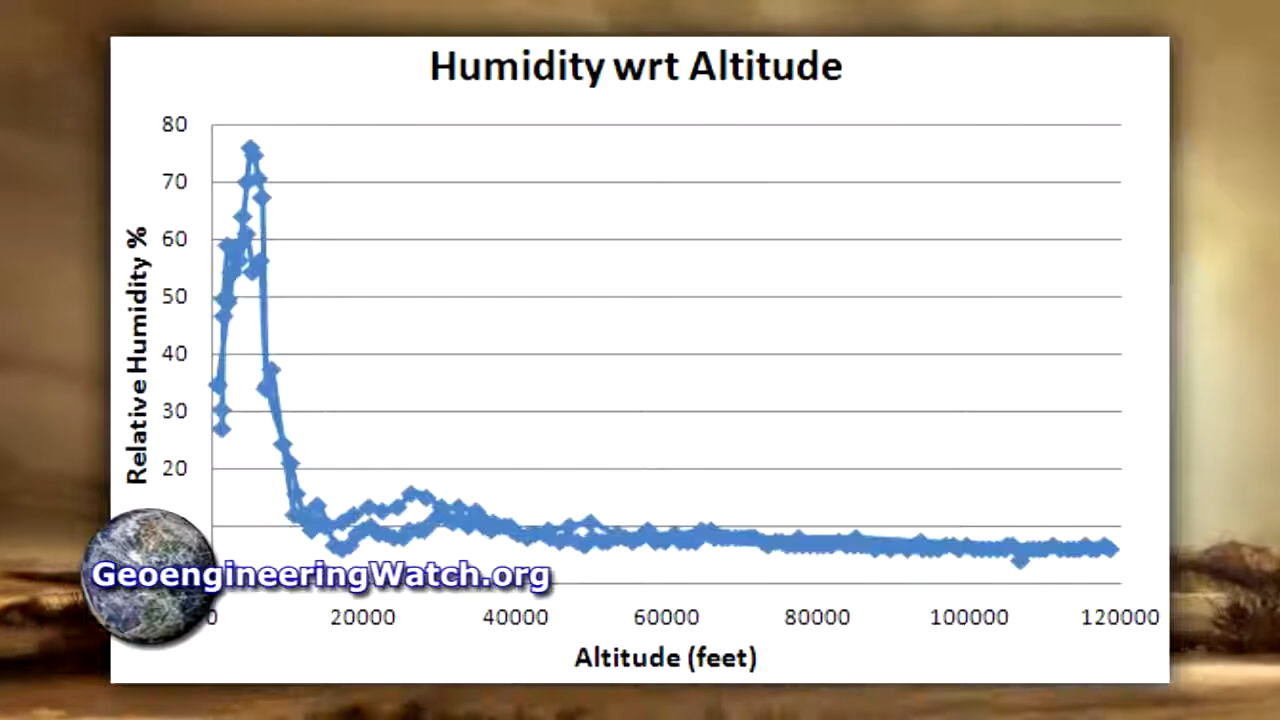 Humidity wrt Altitude
80
70
60
50
40
30
20
Relative Humidity %
GeoengineeringWatch.org
0 20000 40000 60000 80000 100000 120000
Altitude (feet)